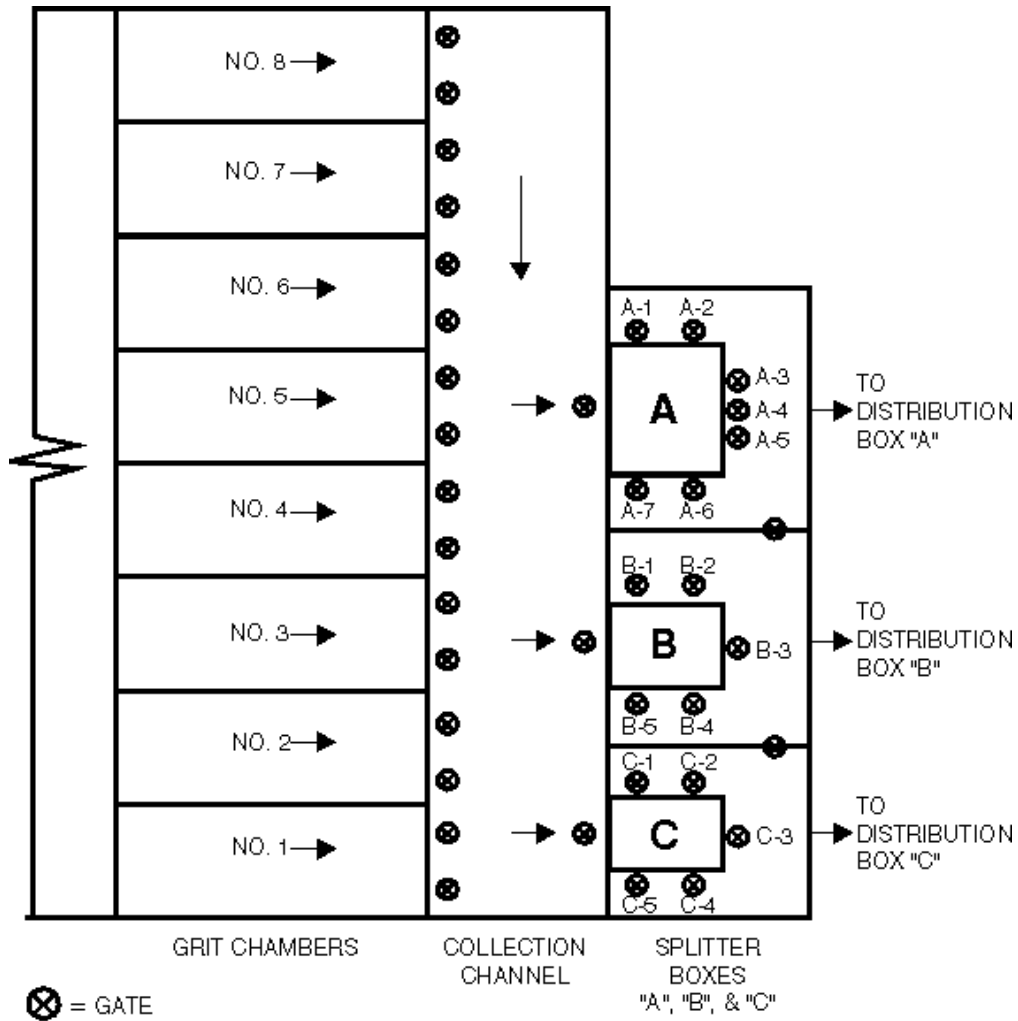 NO. 8
NO. 7
NO. 6
NO. 5
NO. 4
NO. 3
NO. 2
NO. 1
A-1 A-2
A
A-3
A-4
A-5
A-7 A-6
TO
DISTRIBUTION
BOX "A"
B-1 B-2
B
B-3
B-5 B-4
TO
DISTRIBUTION
BOX "B"
C-1 C-2
C
C-3
C-5 C-4
TO
DISTRIBUTION
BOX "C"
GRIT CHAMBERS
COLLECTION
CHANNEL
SPLITTER
BOXES
"A", "B", & "C"
= GATE